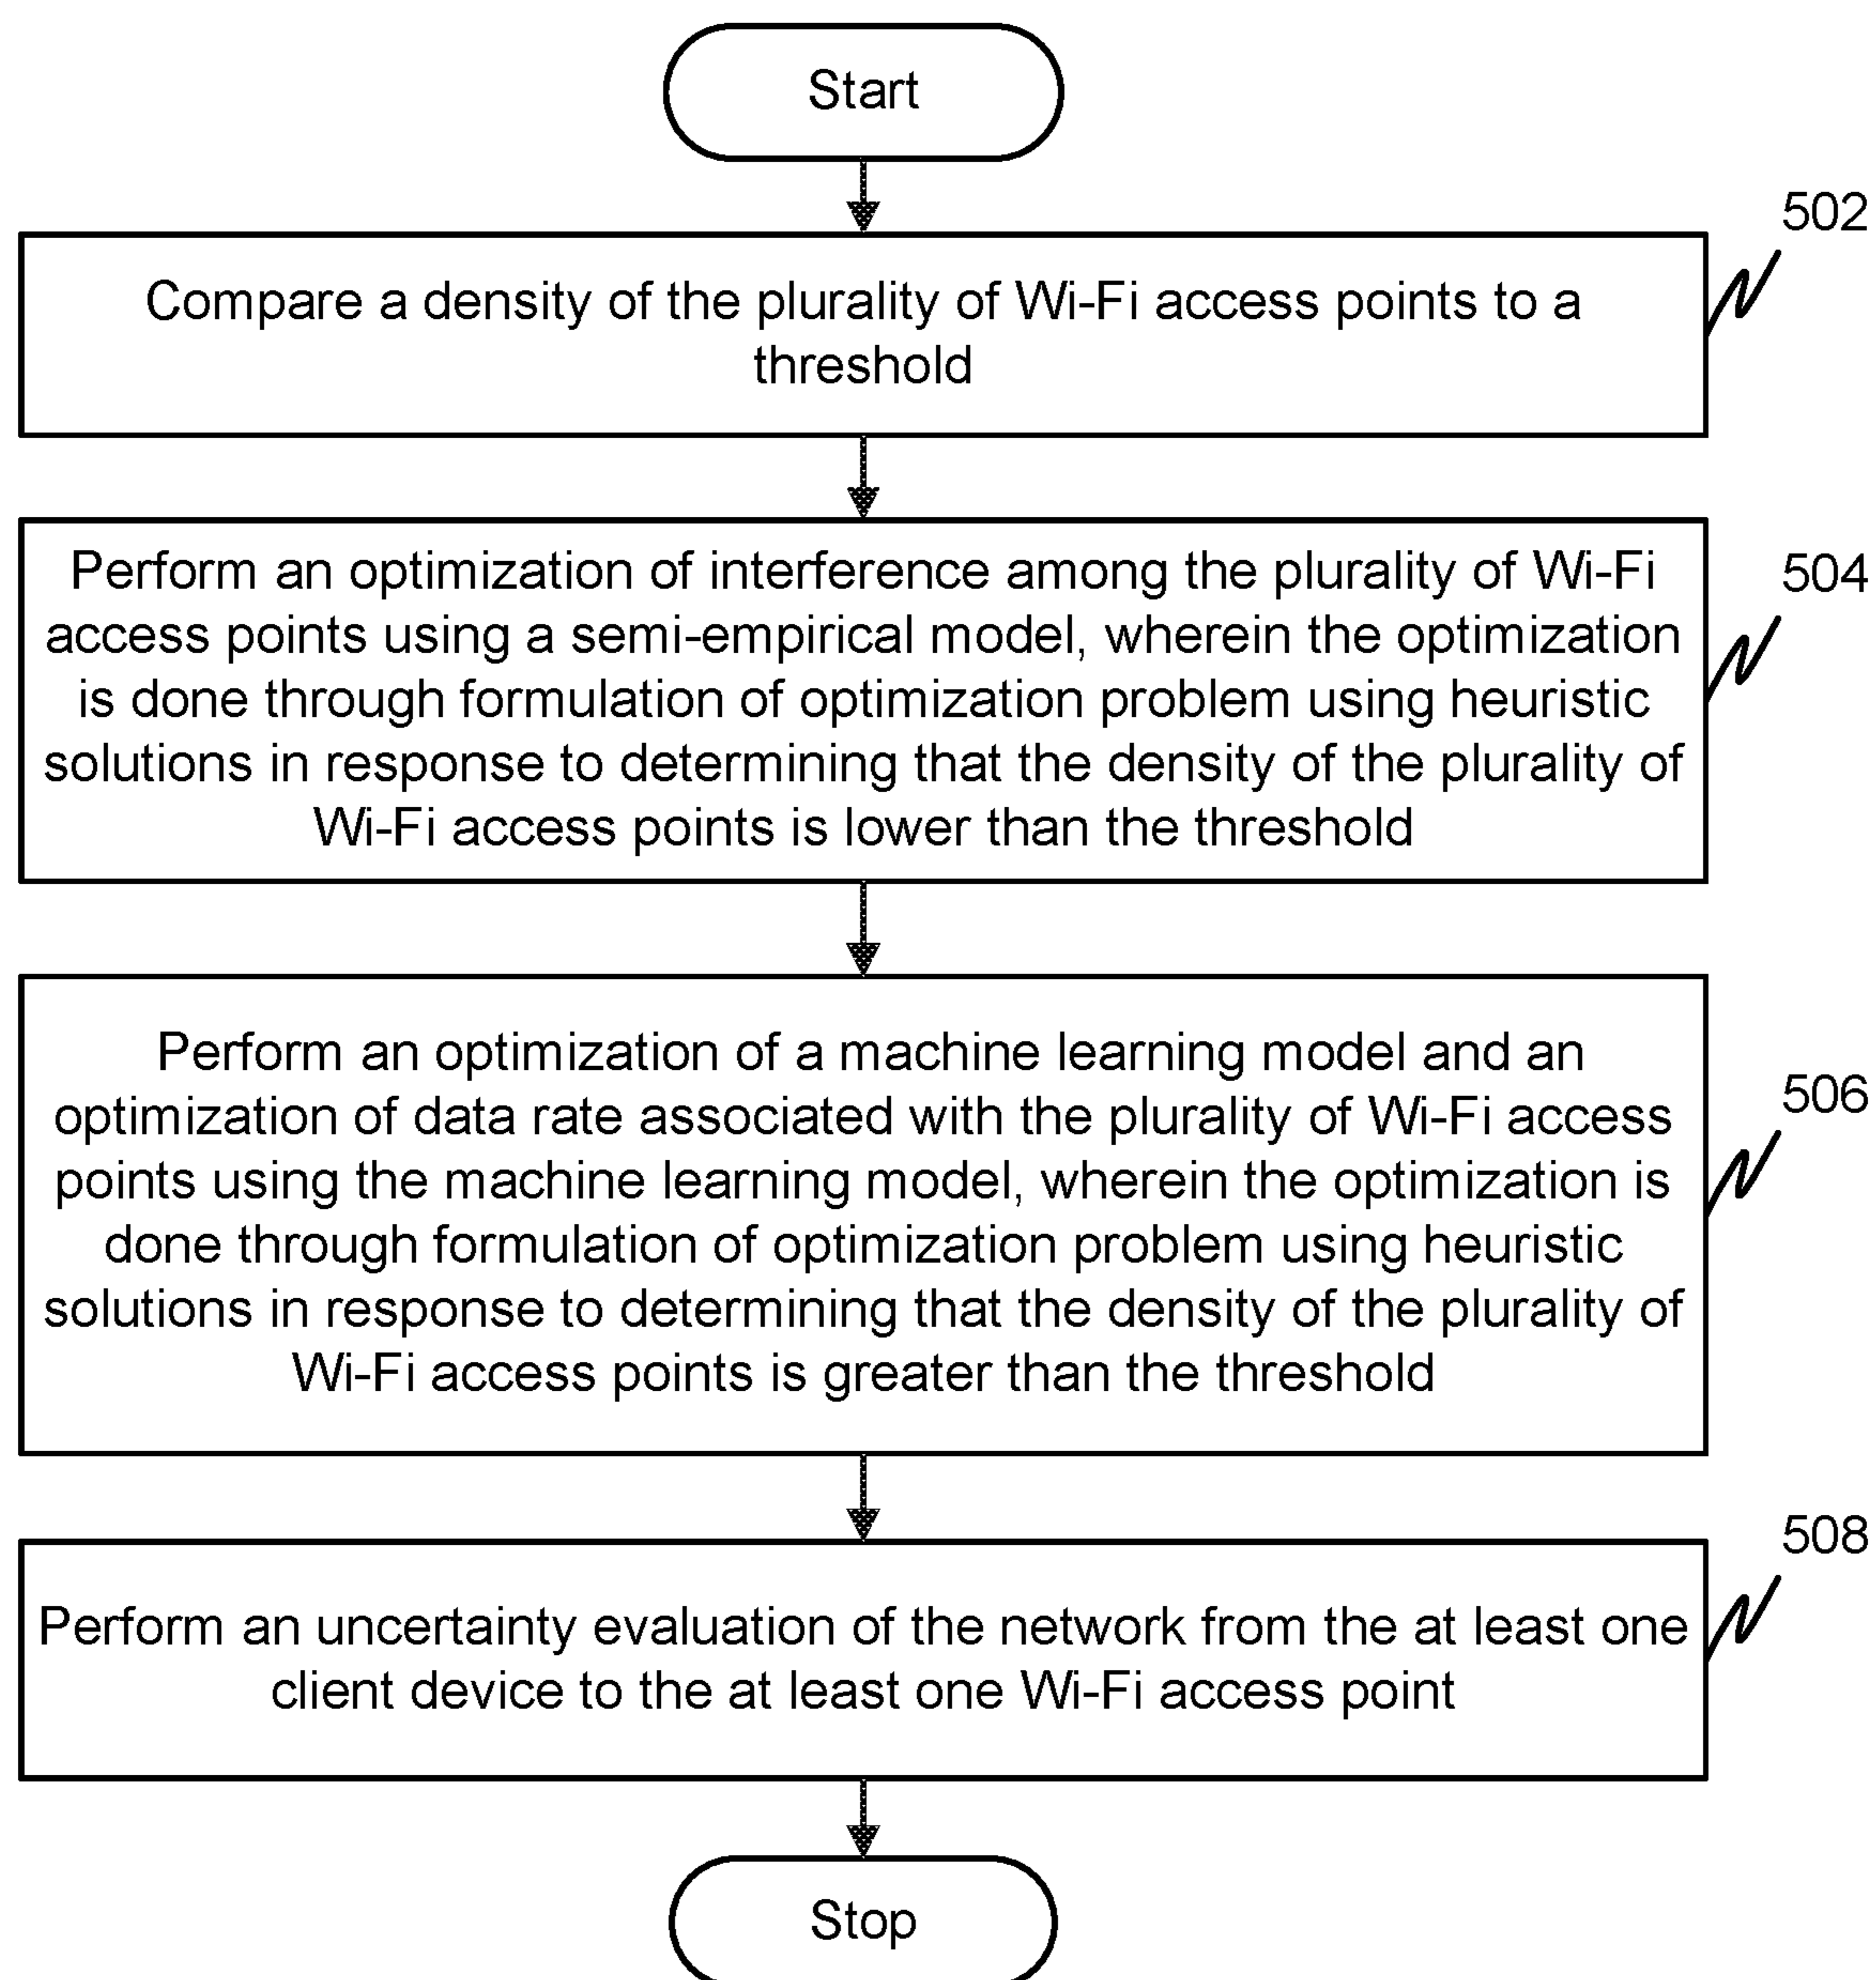 Start
502
Compare a density of the plurality of Wi-Fi access points to a
threshold
504
Perform an optimization of interference among the plurality of Wi-Fi
access points using a semi-empirical model, wherein the optimization
is done through formulation of optimization problem using heuristic
solutions in response to determining that the density of the plurality of
Wi-Fi access points is lower than the threshold
506
Perform an optimization of a machine learning model and an
optimization of data rate associated with the plurality of Wi-Fi access
points using the machine learning model, wherein the optimization is
done through formulation of optimization problem using heuristic
solutions in response to determining that the density of the plurality of
Wi-Fi access points is greater than the threshold
508
Perform an uncertainty evaluation of the network from the at least one
client device to the at least one Wi-Fi access point
Stop